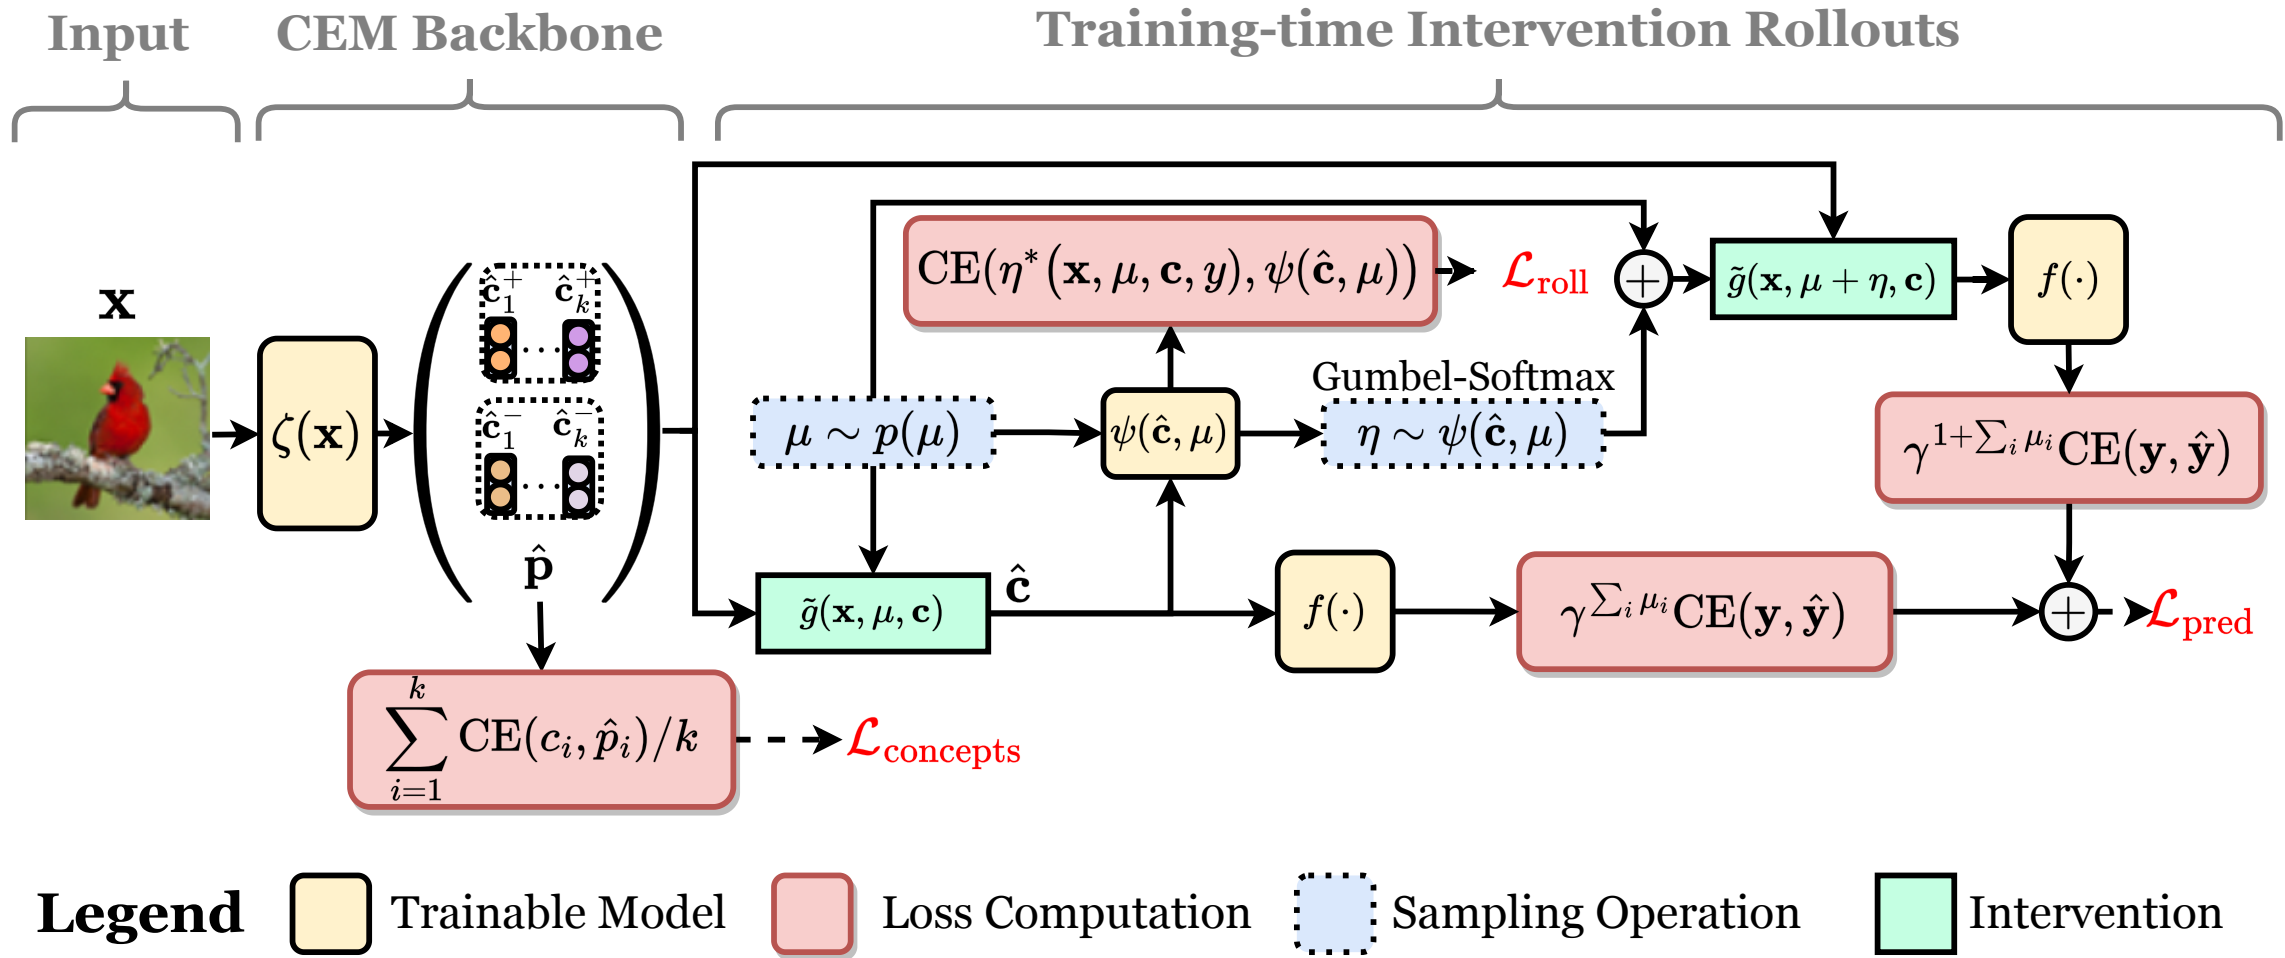 Input
CEM Backbone
Training-time Intervention Rollouts
x
ζ(x)
ĉ₁⁺ ĉₖ⁺
...
ĉ₁⁻ ĉₖ⁻
...
p̂
∑ᵢ₌₁ᵏ CE(cᵢ, p̂ᵢ)/k
𝓛concepts
μ ∼ p(μ)
g̃(x, μ, c)
ĉ
CE(η*(x, μ, c, y), ψ(ĉ, μ))
𝓛roll
ψ(ĉ, μ)
Gumbel-Softmax
η ∼ ψ(ĉ, μ)
+
g̃(x, μ + η, c)
f(·)
γ^{1+∑ᵢ μᵢ}CE(y, ŷ)
f(·)
γ^{∑ᵢ μᵢ}CE(y, ŷ)
+
𝓛pred
Legend
Trainable Model
Loss Computation
Sampling Operation
Intervention